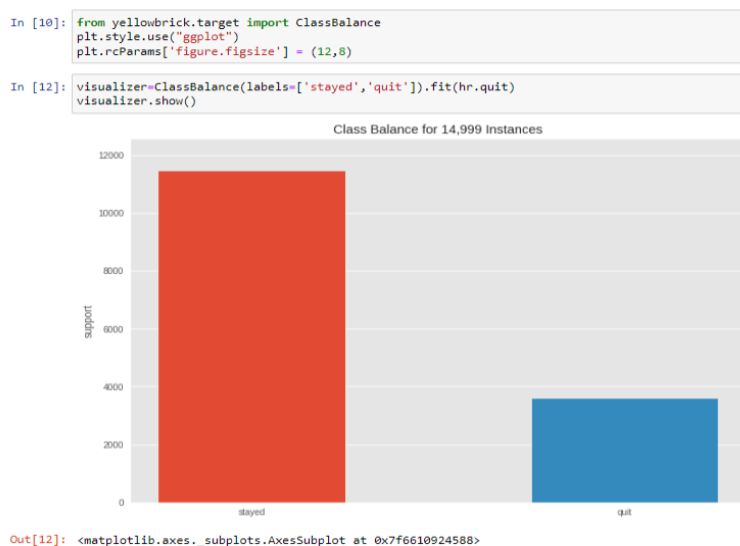 In [10]: from yellowbrick.target import ClassBalance
plt.style.use("ggplot")
plt.rcParams['figure.figsize'] = (12,8)
In [12]: visualizer=ClassBalance(labels=['stayed','quit']).fit(hr.quit)
visualizer.show()
Class Balance for 14,999 Instances
12000
10000
8000
6000
4000
2000
0
support
stayed quit
Out[12]: <matplotlib.axes._subplots.AxesSubplot at 0x7f6610924588>